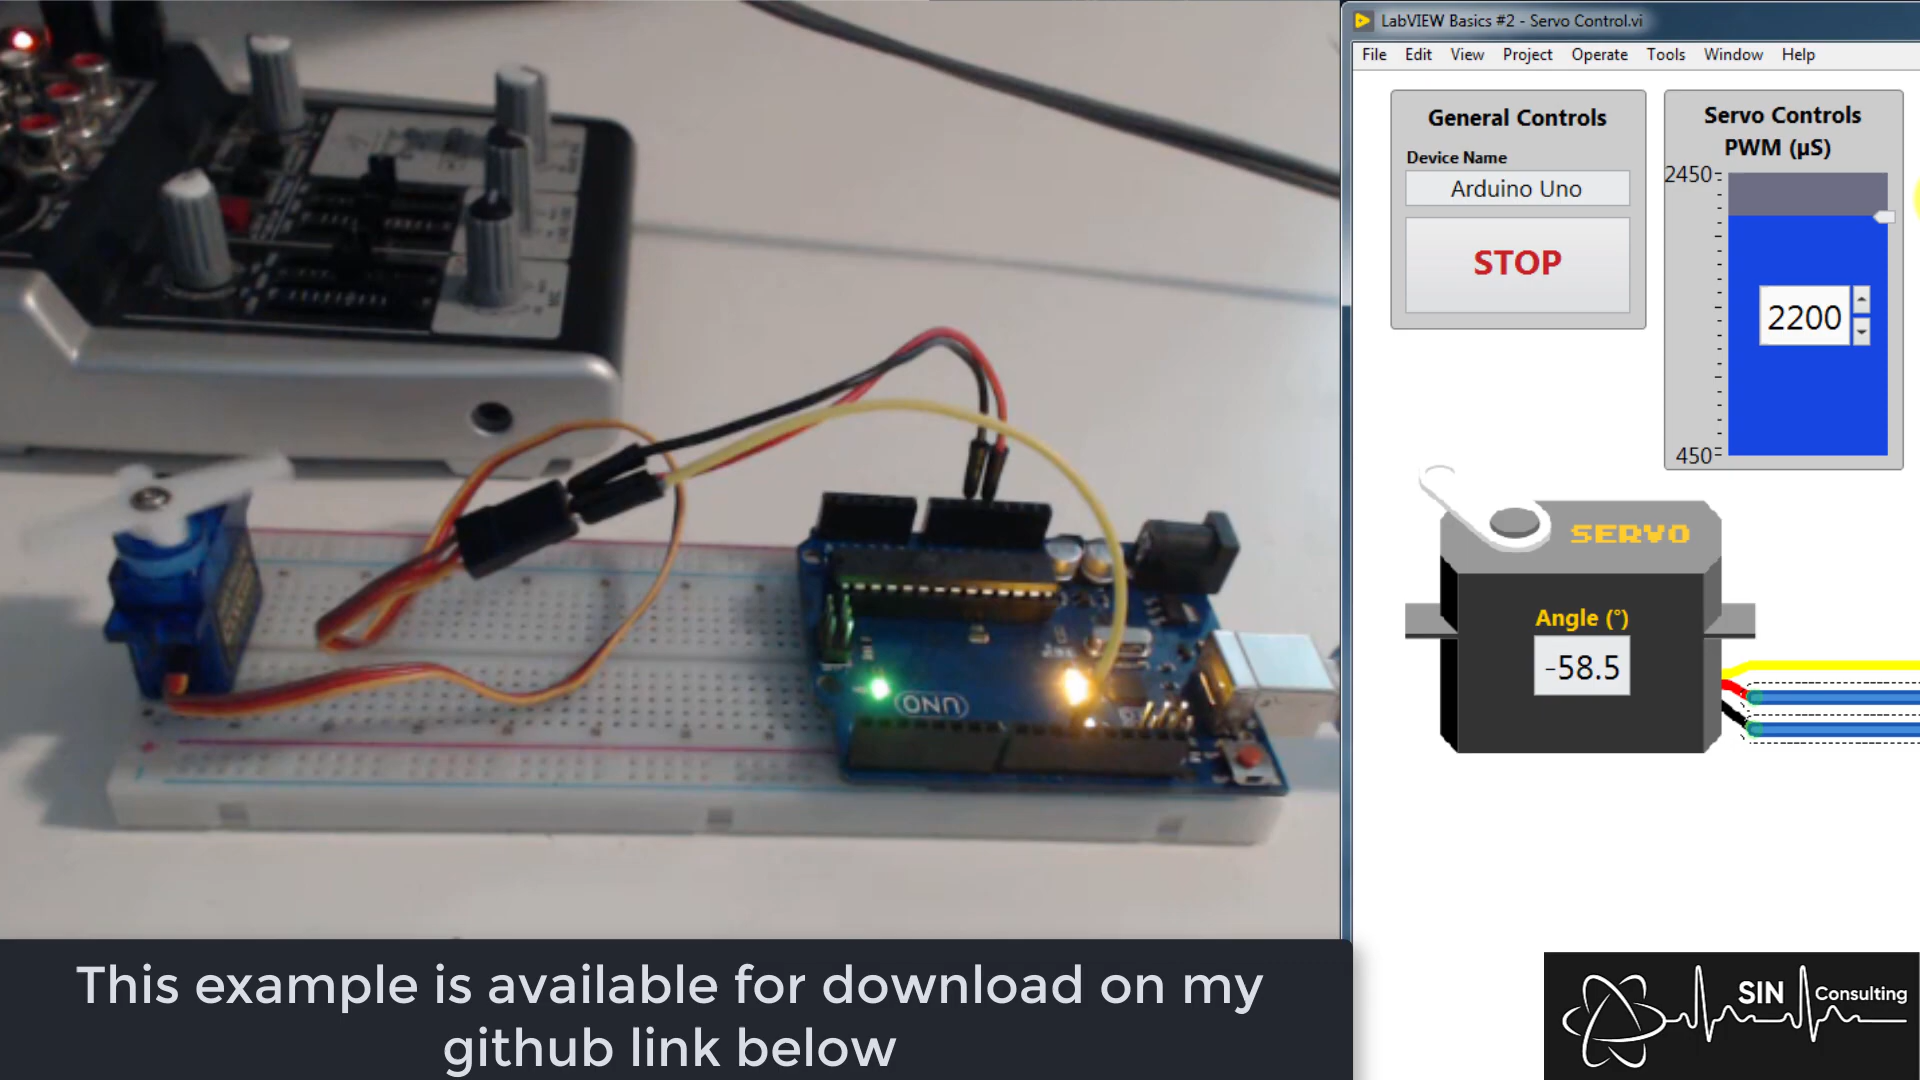 LabVIEW Basics #2 - Servo Control.vi
File Edit View Project Operate Tools Window Help
General Controls
Device Name
Arduino Uno
STOP
Servo Controls
PWM (µS)
2450
2200
450
SERVO
Angle (°)
-58.5
UNO
This example is available for download on my
github link below
SIN Consulting